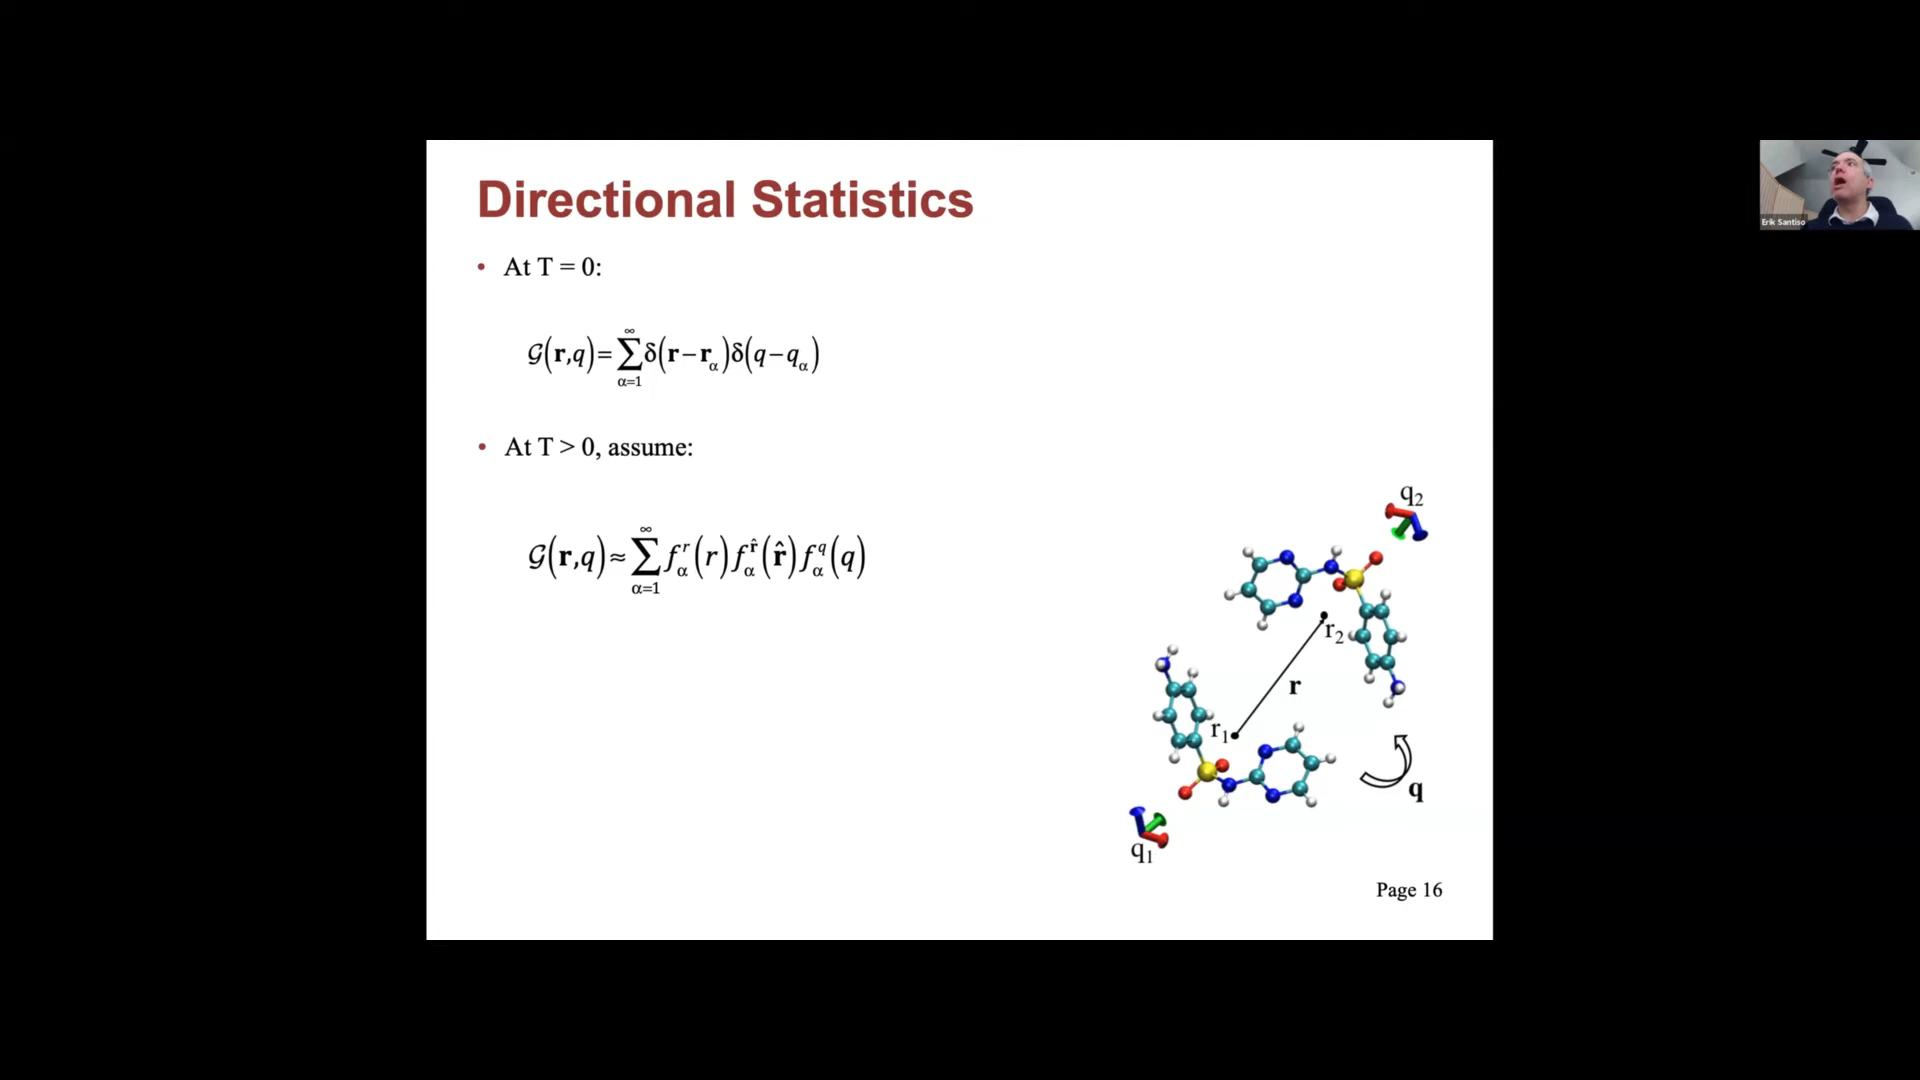 Directional Statistics
• At T = 0:
𝒢(r,q)=∑_{α=1}^{∞}δ(r−r_α)δ(q−q_α)
• At T > 0, assume:
𝒢(r,q)≈∑_{α=1}^{∞}f_α^r(r)f_α^r̂(r̂)f_α^q(q)
q₂
r₂
r
r₁
q
q₁
Page 16
Erik Santiso